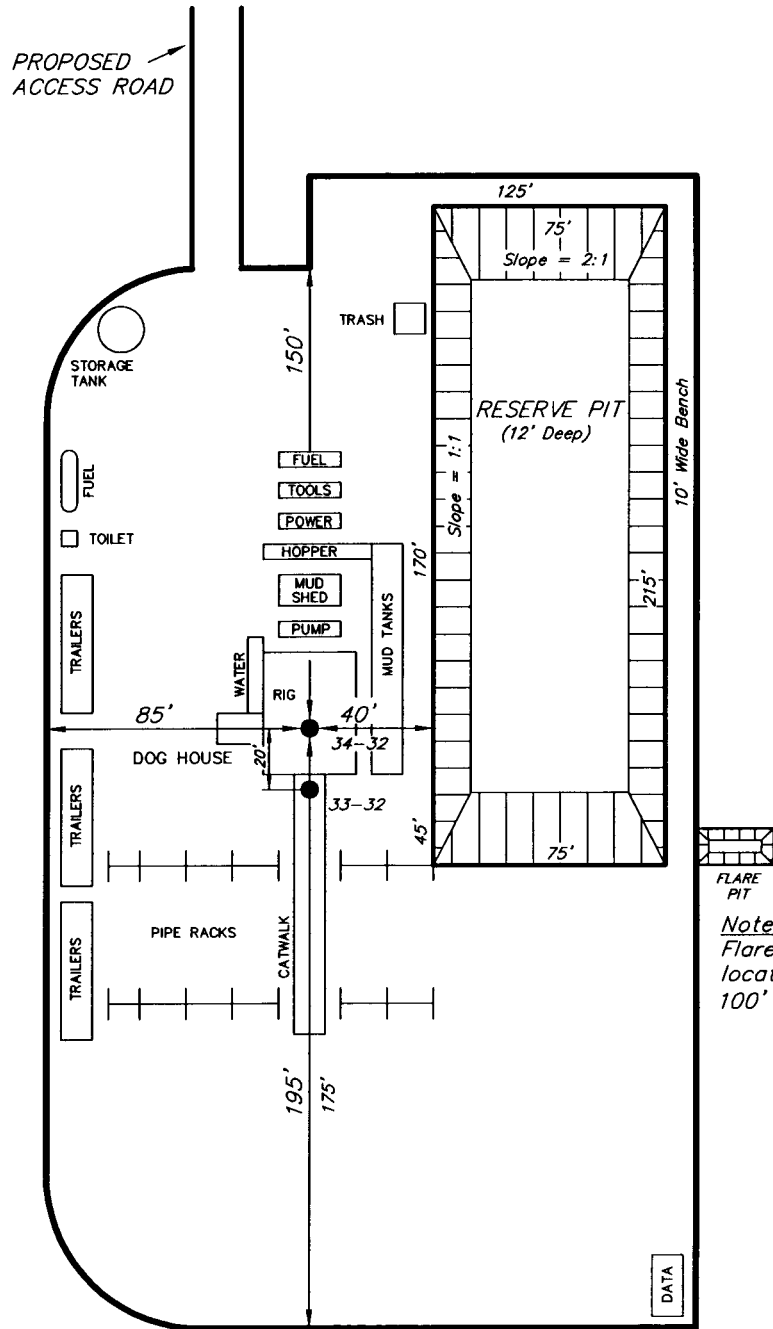 PROPOSED
ACCESS ROAD
125'
75'
Slope = 2:1
TRASH
STORAGE
TANK
150'
RESERVE PIT
(12' Deep)
10' Wide Bench
Slope = 1:1
FUEL
FUEL
TOOLS
POWER
TOILET
HOPPER
170'
MUD
SHED
215'
TRAILERS
PUMP
MUD TANKS
WATER
RIG
85'
40'
34-32
DOG HOUSE
20'
33-32
TRAILERS
45'
75'
FLARE
PIT
PIPE RACKS
CATWALK
TRAILERS
Note
Flare
locat
100'
195'
175'
DATA